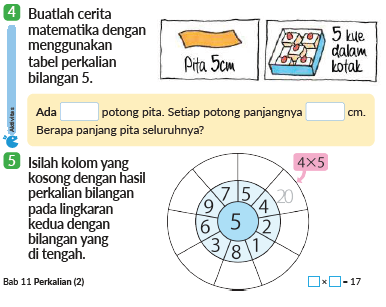 4 Buatlah cerita
matematika dengan
menggunakan
tabel perkalian
bilangan 5.
Pita 5cm
5 kue
dalam
kotak
Aktivitas
Ada potong pita. Setiap potong panjangnya cm.
Berapa panjang pita seluruhnya?
5 Isilah kolom yang
kosong dengan hasil
perkalian bilangan
pada lingkaran
kedua dengan
bilangan yang
di tengah.
4×5
20
7 5
9 4
5
6 2
3 8 1
Bab 11 Perkalian (2)
□ × □ = 17